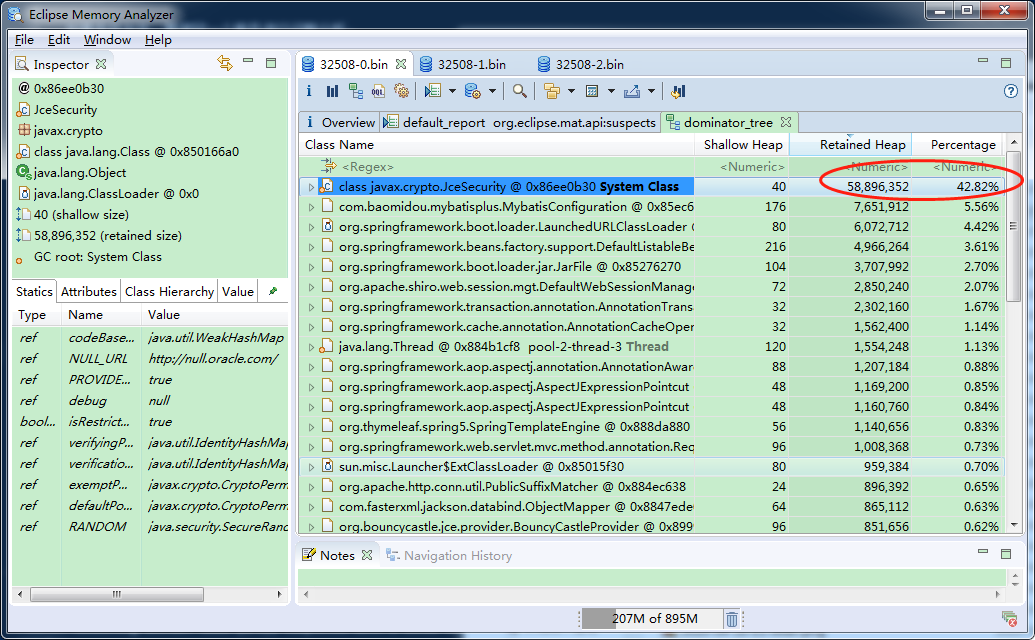 Eclipse Memory Analyzer
File Edit Window Help
Inspector
@ 0x86ee0b30
JceSecurity
javax.crypto
class java.lang.Class @ 0x850166a0
java.lang.Object
java.lang.ClassLoader @ 0x0
40 (shallow size)
58,896,352 (retained size)
GC root: System Class
Statics Attributes Class Hierarchy Value
Type Name Value
ref codeBase... java.util.WeakHashMap
ref NULL_URL http://null.oracle.com/
ref PROVIDE... true
ref debug null
bool... isRestrict... true
ref verifyingP... java.util.IdentityHashMap
ref verificatio... java.util.IdentityHashMap
ref exemptP... javax.crypto.CryptoPerm
ref defaultPo... javax.crypto.CryptoPerm
ref RANDOM java.security.SecureRand
32508-0.bin 32508-1.bin 32508-2.bin
i OQL
i Overview default_report org.eclipse.mat.api:suspects dominator_tree
Class Name Shallow Heap Retained Heap Percentage
<Regex> <Numeric> <Numeric> <Numeric>
class javax.crypto.JceSecurity @ 0x86ee0b30 System Class 40 58,896,352 42.82%
com.baomidou.mybatisplus.MybatisConfiguration @ 0x85ec6 176 7,651,912 5.56%
org.springframework.boot.loader.LaunchedURLClassLoader 80 6,072,712 4.42%
org.springframework.beans.factory.support.DefaultListableBe 216 4,966,264 3.61%
org.springframework.boot.loader.jar.JarFile @ 0x85276270 104 3,707,992 2.70%
org.apache.shiro.web.session.mgt.DefaultWebSessionManage 72 2,850,240 2.07%
org.springframework.transaction.annotation.AnnotationTrans 32 2,302,160 1.67%
org.springframework.cache.annotation.AnnotationCacheOper 32 1,562,400 1.14%
java.lang.Thread @ 0x884b1cf8 pool-2-thread-3 Thread 120 1,554,248 1.13%
org.springframework.aop.aspectj.annotation.AnnotationAwar 88 1,207,184 0.88%
org.springframework.aop.aspectj.AspectJExpressionPointcut 48 1,169,200 0.85%
org.springframework.aop.aspectj.AspectJExpressionPointcut 48 1,160,760 0.84%
org.thymeleaf.spring5.SpringTemplateEngine @ 0x888da880 56 1,140,656 0.83%
org.springframework.web.servlet.mvc.method.annotation.Req 96 1,008,368 0.73%
sun.misc.Launcher$ExtClassLoader @ 0x85015f30 80 959,384 0.70%
org.apache.http.conn.util.PublicSuffixMatcher @ 0x884ec638 24 896,392 0.65%
com.fasterxml.jackson.databind.ObjectMapper @ 0x8847ede 64 865,112 0.63%
org.bouncycastle.jce.provider.BouncyCastleProvider @ 0x899 96 851,656 0.62%
Notes Navigation History
207M of 895M